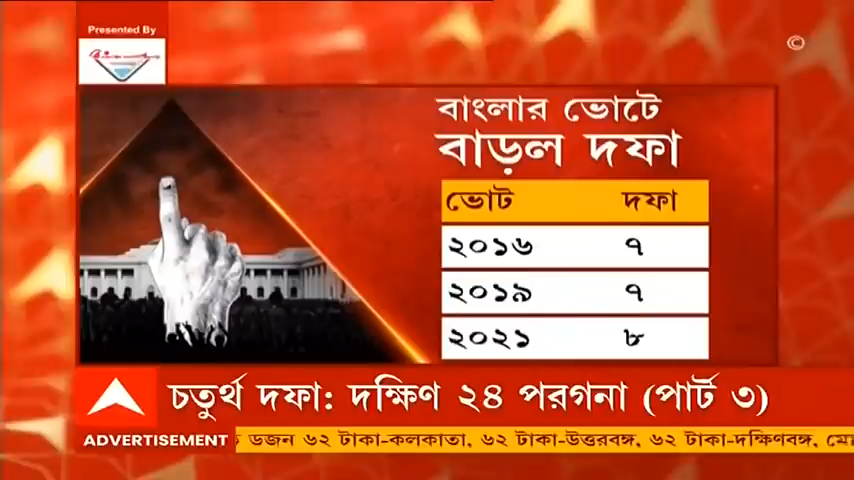 Presented By
©
বাংলার ভোটে
বাড়ল দফা
ভোট দফা
২০১৬ ৭
২০১৯ ৭
২০২১ ৮
চতুর্থ দফা: দক্ষিণ ২৪ পরগনা (পার্ট ৩)
ADVERTISEMENT ডজন ৬২ টাকা-কলকাতা, ৬২ টাকা-উত্তরবঙ্গ, ৬২ টাকা-দক্ষিণবঙ্গ,